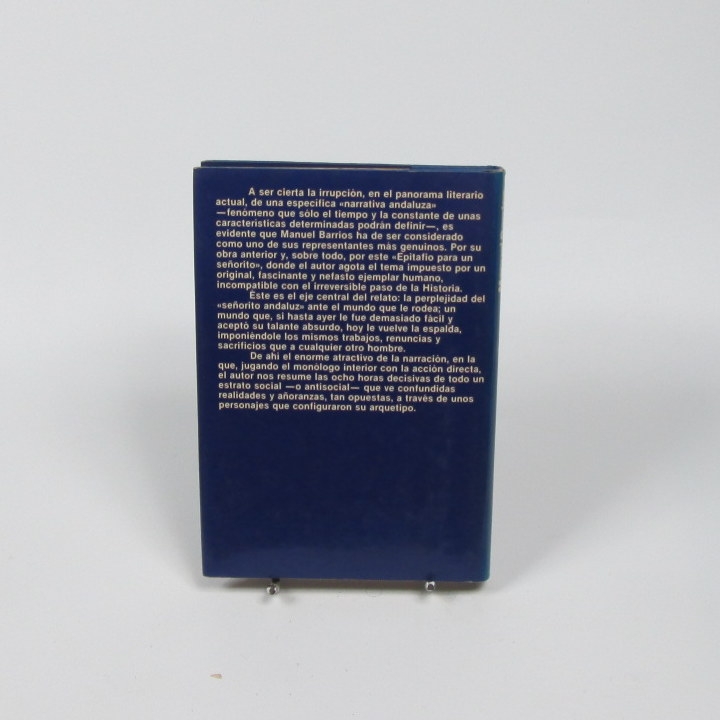 A ser cierta la irrupción, en el panorama literario
actual, de una específica «narrativa andaluza»
—fenómeno que sólo el tiempo y la constante de unas
características determinadas podrán definir—, es
evidente que Manuel Barrios ha de ser considerado
como uno de sus representantes más genuinos. Por su
obra anterior y, sobre todo, por este «Epitafio para un
señorito», donde el autor agota el tema impuesto por un
original, fascinante y nefasto ejemplar humano,
incompatible con el irreversible paso de la Historia.
Éste es el eje central del relato: la perplejidad del
«señorito andaluz» ante el mundo que le rodea; un
mundo que, si hasta ayer le fue demasiado fácil y
aceptó su talante absurdo, hoy le vuelve la espalda,
imponiéndole los mismos trabajos, renuncias y
sacrificios que a cualquier otro hombre.
De ahí el enorme atractivo de la narración, en la
que, jugando el monólogo interior con la acción directa,
el autor nos resume las ocho horas decisivas de todo un
estrato social —o antisocial— que ve confundidas
realidades y añoranzas, tan opuestas, a través de unos
personajes que configuraron su arquetipo.